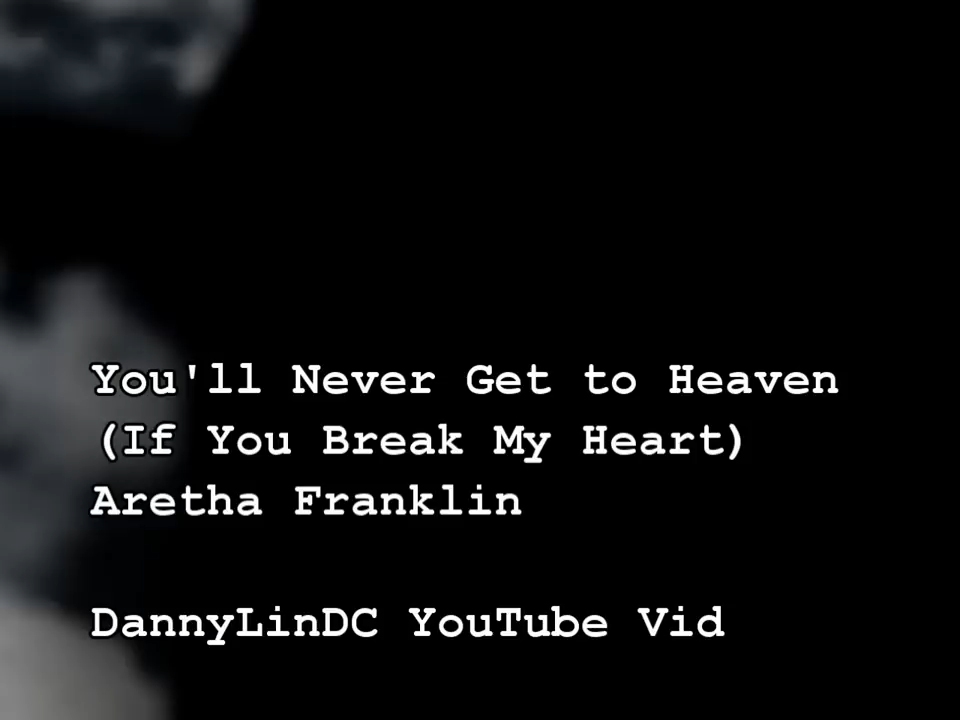 You'll Never Get to Heaven
(If You Break My Heart)
Aretha Franklin
DannyLinDC YouTube Vid